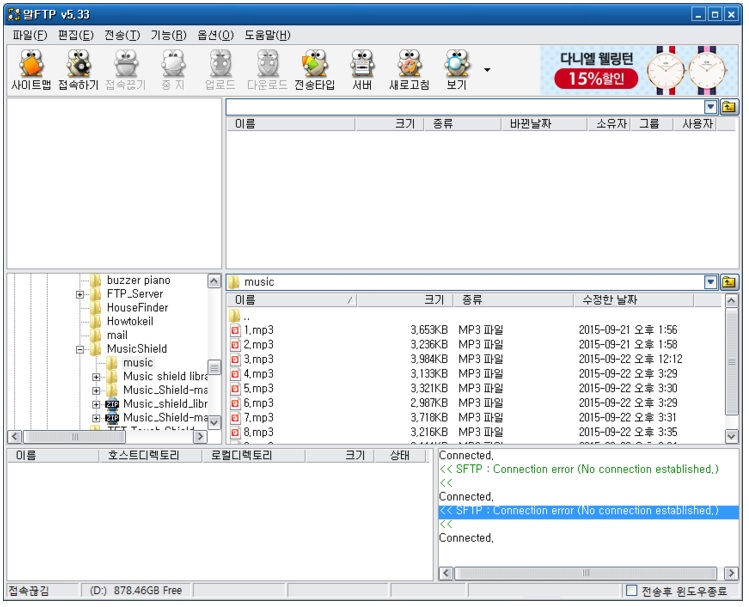 알FTP v5.33
파일(F) 편집(E) 전송(T) 기능(R) 옵션(O) 도움말(H)
사이트맵 접속하기 접속끊기 중 지 업로드 다운로드 전송타입 서버 새로고침 보기
다니엘 웰링턴
15%할인
이름 크기 종류 바뀐날짜 소유자 그룹 사용자
buzzer piano
FTP_Server
HouseFinder
Howtokeil
mail
MusicShield
music
Music shield libra
Music_Shield-ma
Music_shield_libr
Music_Shield-ma
music
이름 크기 종류 수정한 날짜
..
1.mp3 3,653KB MP3 파일 2015-09-21 오후 1:56
2.mp3 3,236KB MP3 파일 2015-09-21 오후 1:58
3.mp3 3,984KB MP3 파일 2015-09-22 오후 12:12
4.mp3 3,133KB MP3 파일 2015-09-22 오후 3:29
5.mp3 3,321KB MP3 파일 2015-09-22 오후 3:30
6.mp3 2,987KB MP3 파일 2015-09-22 오후 3:29
7.mp3 7,718KB MP3 파일 2015-09-22 오후 3:31
8.mp3 3,216KB MP3 파일 2015-09-22 오후 3:35
이름 호스트디렉토리 로컬디렉토리 크기 상태
Connected.
<< SFTP : Connection error (No connection established.)
<<
Connected.
<< SFTP : Connection error (No connection established.)
<<
Connected.
접속끊김 (D:) 878.46GB Free 전송후 윈도우종료